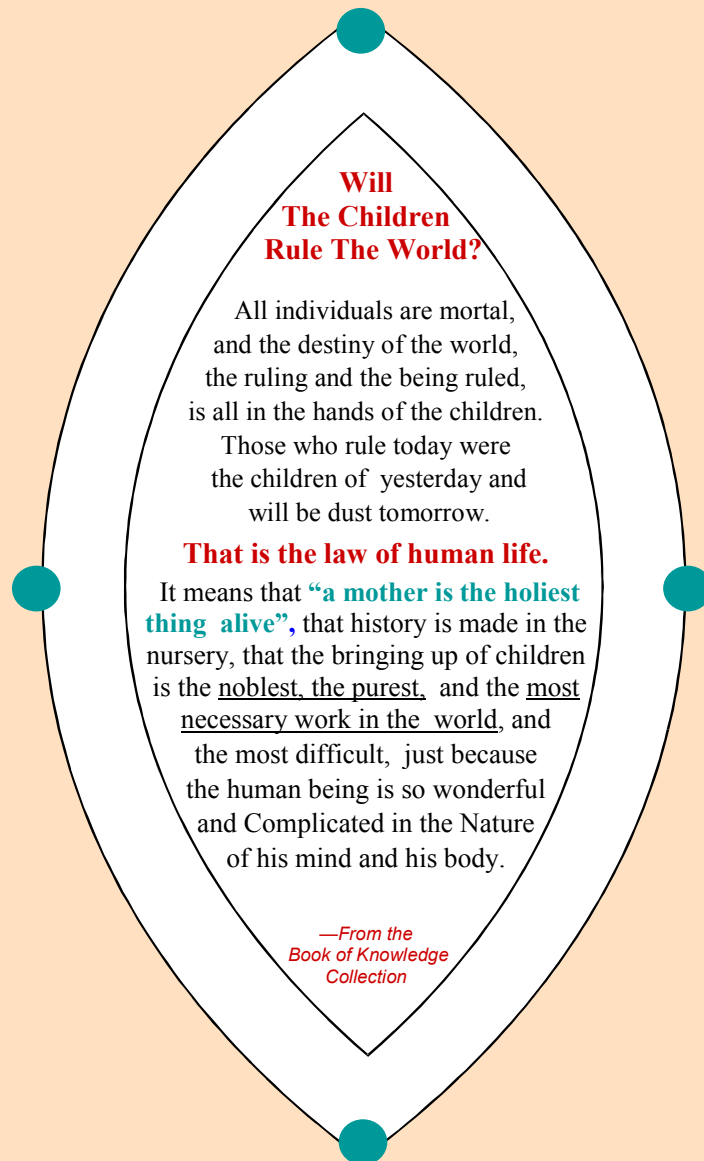 Will
The Children
Rule The World?
All individuals are mortal,
and the destiny of the world,
the ruling and the being ruled,
is all in the hands of the children.
Those who rule today were
the children of  yesterday and
will be dust tomorrow.
That is the law of human life.
It means that “a mother is the holiest
thing  alive”, that history is made in the
nursery, that the bringing up of children
is the noblest, the purest,  and the most
necessary work in the  world, and
the most difficult,  just because
the human being is so wonderful
and Complicated in the Nature
of his mind and his body.
—From the
Book of Knowledge
Collection